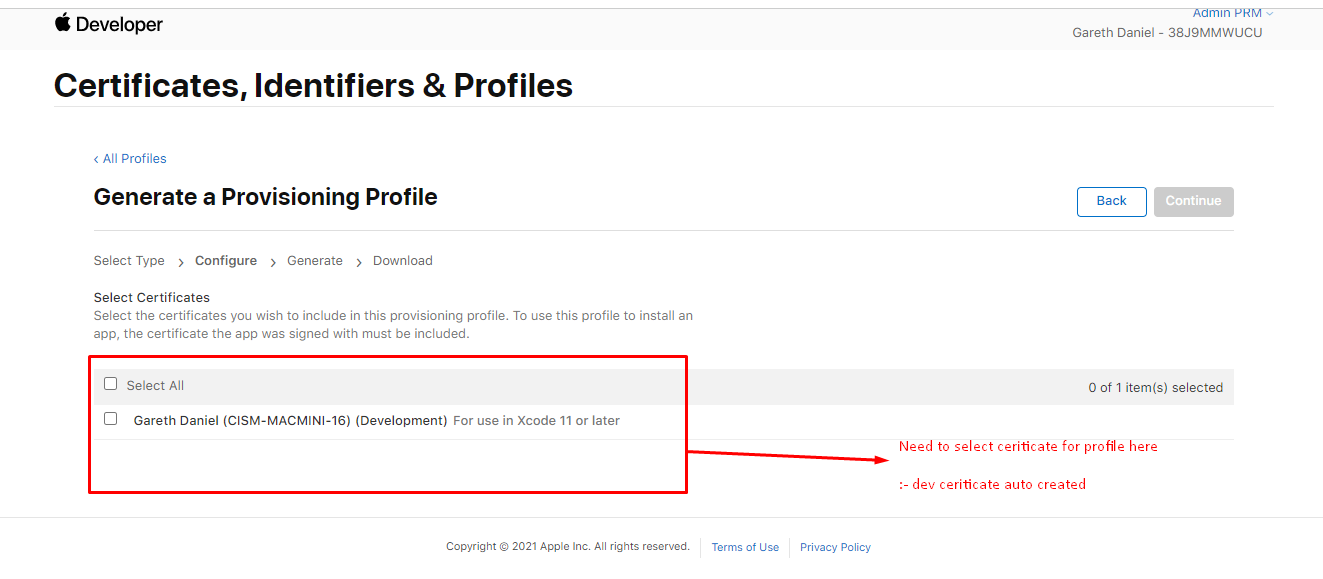 Developer
Admin PRM
Gareth Daniel - 38J9MMWUCU
Certificates, Identifiers & Profiles
‹ All Profiles
Generate a Provisioning Profile
Back
Continue
Select Type › Configure › Generate › Download
Select Certificates
Select the certificates you wish to include in this provisioning profile. To use this profile to install an
app, the certificate the app was signed with must be included.
Select All
0 of 1 item(s) selected
Gareth Daniel (CISM-MACMINI-16) (Development) For use in Xcode 11 or later
Need to select ceriticate for profile here
:- dev ceriticate auto created
Copyright © 2021 Apple Inc. All rights reserved.
Terms of Use
Privacy Policy